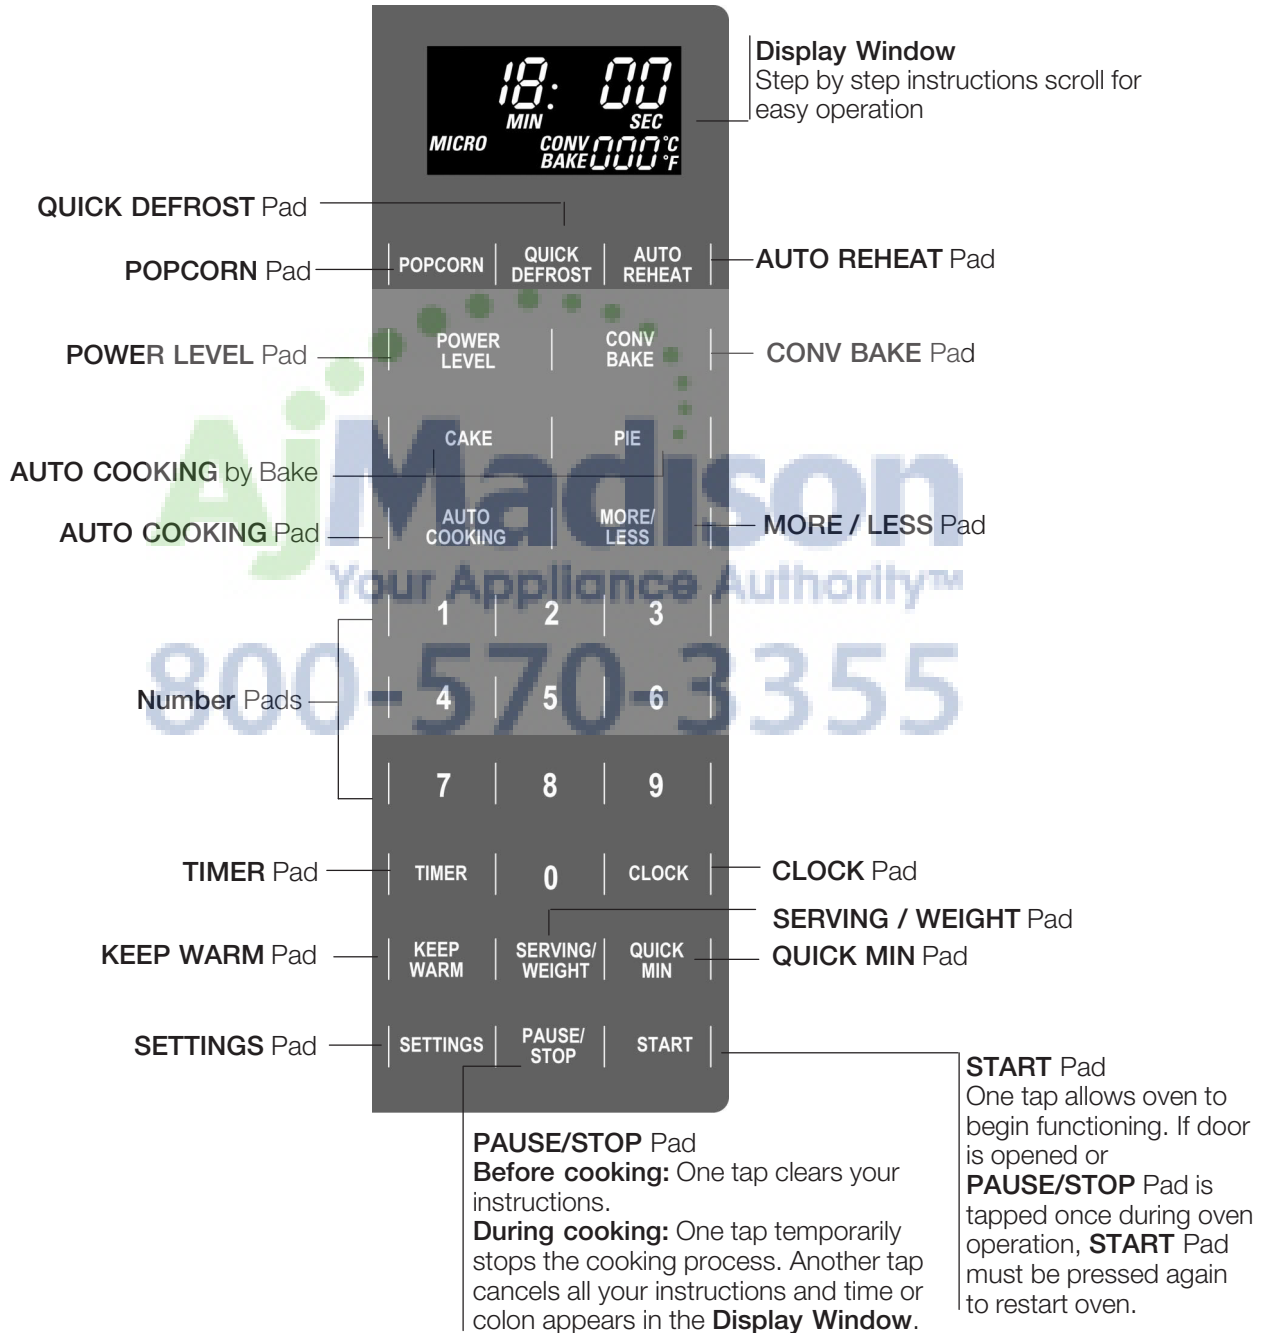 18: 00
MIN SEC
MICRO CONV BAKE 000 °C °F
Display Window
Step by step instructions scroll for
easy operation
QUICK DEFROST Pad
POPCORN Pad
POPCORN
QUICK
DEFROST
AUTO
REHEAT
AUTO REHEAT Pad
POWER LEVEL Pad
POWER
LEVEL
CONV
BAKE
CONV BAKE Pad
CAKE
PIE
AUTO COOKING by Bake
AjMadison
AUTO COOKING Pad
AUTO
COOKING
MORE/
LESS
MORE / LESS Pad
Your Appliance Authority™
1 2 3
800-570-3355
Number Pads
4 5 6
7 8 9
TIMER Pad
TIMER
0
CLOCK
CLOCK Pad
SERVING / WEIGHT Pad
KEEP WARM Pad
KEEP
WARM
SERVING/
WEIGHT
QUICK
MIN
QUICK MIN Pad
SETTINGS Pad
SETTINGS
PAUSE/
STOP
START
START Pad
One tap allows oven to
begin functioning. If door
is opened or
PAUSE/STOP Pad is
tapped once during oven
operation, START Pad
must be pressed again
to restart oven.
PAUSE/STOP Pad
Before cooking: One tap clears your
instructions.
During cooking: One tap temporarily
stops the cooking process. Another tap
cancels all your instructions and time or
colon appears in the Display Window.